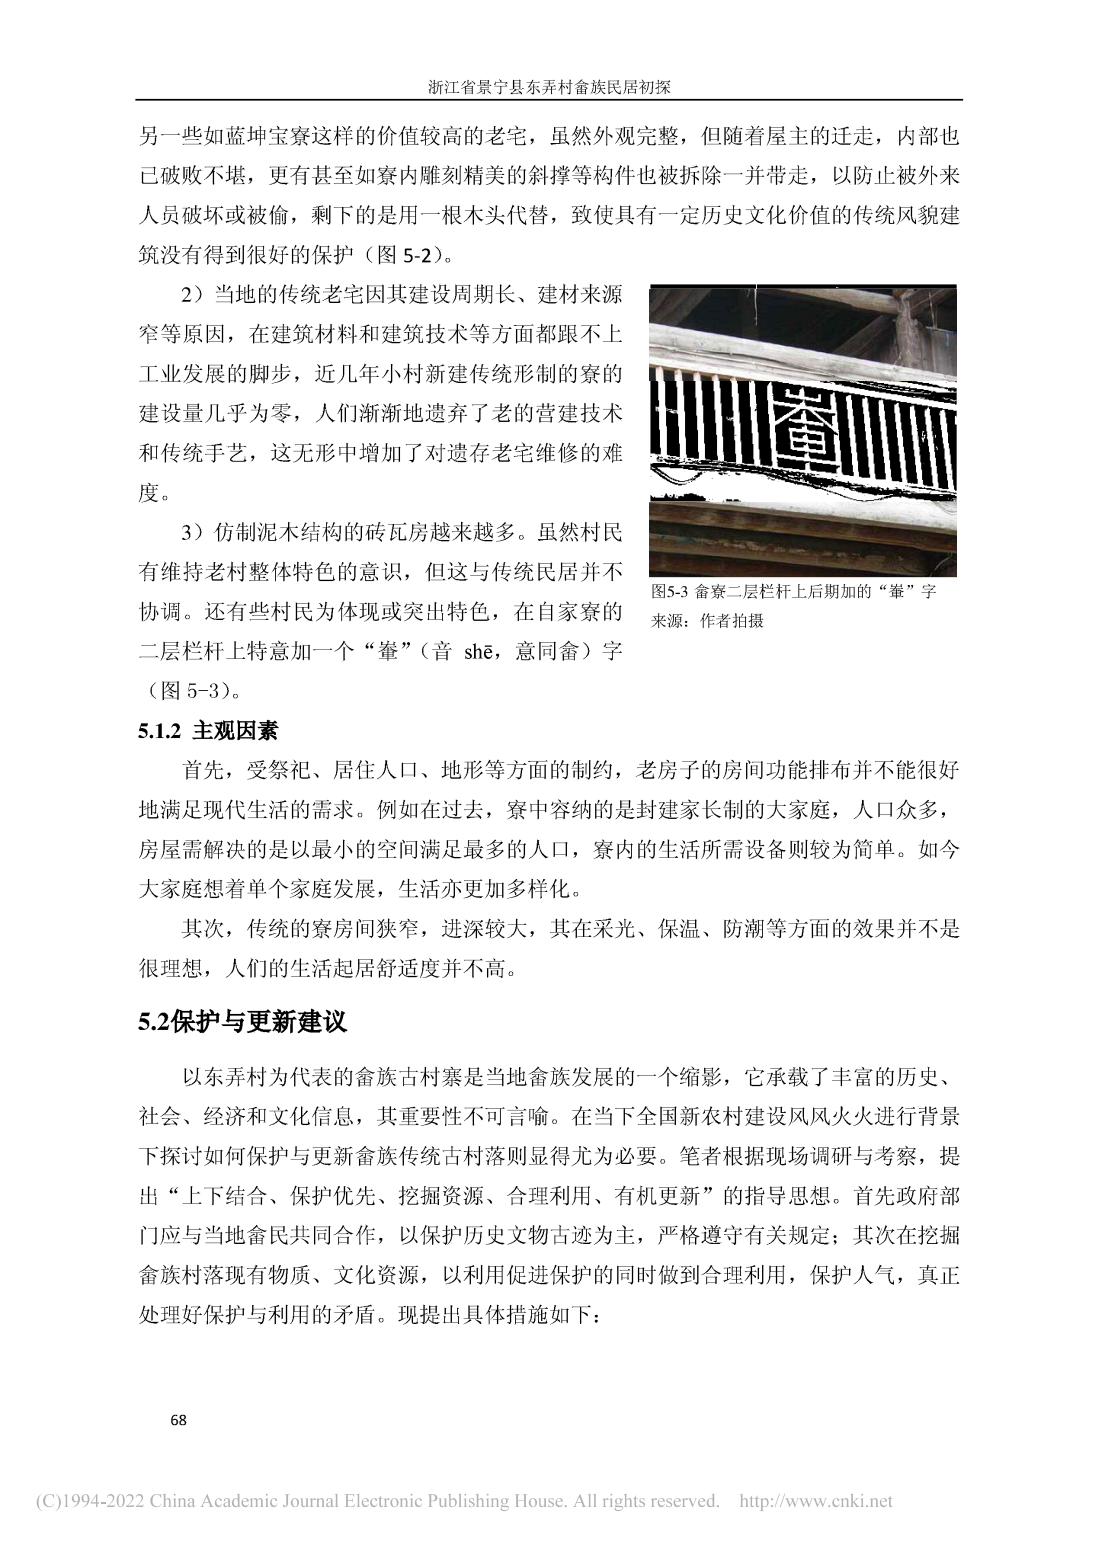 浙江省景宁县东弄村畲族民居初探
另一些如蓝坤宝寮这样的价值较高的老宅，虽然外观完整，但随着屋主的迁走，内部也
已破败不堪，更有甚至如寮内雕刻精美的斜撑等构件也被拆除一并带走，以防止被外来
人员破坏或被偷，剩下的是用一根木头代替，致使具有一定历史文化价值的传统风貌建
筑没有得到很好的保护（图 5-2）。
2）当地的传统老宅因其建设周期长、建材来源
窄等原因，在建筑材料和建筑技术等方面都跟不上
工业发展的脚步，近几年小村新建传统形制的寮的
建设量几乎为零，人们渐渐地遗弃了老的营建技术
和传统手艺，这无形中增加了对遗存老宅维修的难
度。
3）仿制泥木结构的砖瓦房越来越多。虽然村民
有维持老村整体特色的意识，但这与传统民居并不
协调。还有些村民为体现或突出特色，在自家寮的
二层栏杆上特意加一个“輋”（音 shē，意同畲）字
（图 5-3）。
輋
图5-3 畲寮二层栏杆上后期加的“輋”字
来源：作者拍摄
5.1.2 主观因素
首先，受祭祀、居住人口、地形等方面的制约，老房子的房间功能排布并不能很好
地满足现代生活的需求。例如在过去，寮中容纳的是封建家长制的大家庭，人口众多，
房屋需解决的是以最小的空间满足最多的人口，寮内的生活所需设备则较为简单。如今
大家庭想着单个家庭发展，生活亦更加多样化。
其次，传统的寮房间狭窄，进深较大，其在采光、保温、防潮等方面的效果并不是
很理想，人们的生活起居舒适度并不高。
5.2保护与更新建议
以东弄村为代表的畲族古村寨是当地畲族发展的一个缩影，它承载了丰富的历史、
社会、经济和文化信息，其重要性不可言喻。在当下全国新农村建设风风火火进行背景
下探讨如何保护与更新畲族传统古村落则显得尤为必要。笔者根据现场调研与考察，提
出“上下结合、保护优先、挖掘资源、合理利用、有机更新”的指导思想。首先政府部
门应与当地畲民共同合作，以保护历史文物古迹为主，严格遵守有关规定；其次在挖掘
畲族村落现有物质、文化资源，以利用促进保护的同时做到合理利用，保护人气，真正
处理好保护与利用的矛盾。现提出具体措施如下：
68
(C)1994-2022 China Academic Journal Electronic Publishing House. All rights reserved. http://www.cnki.net